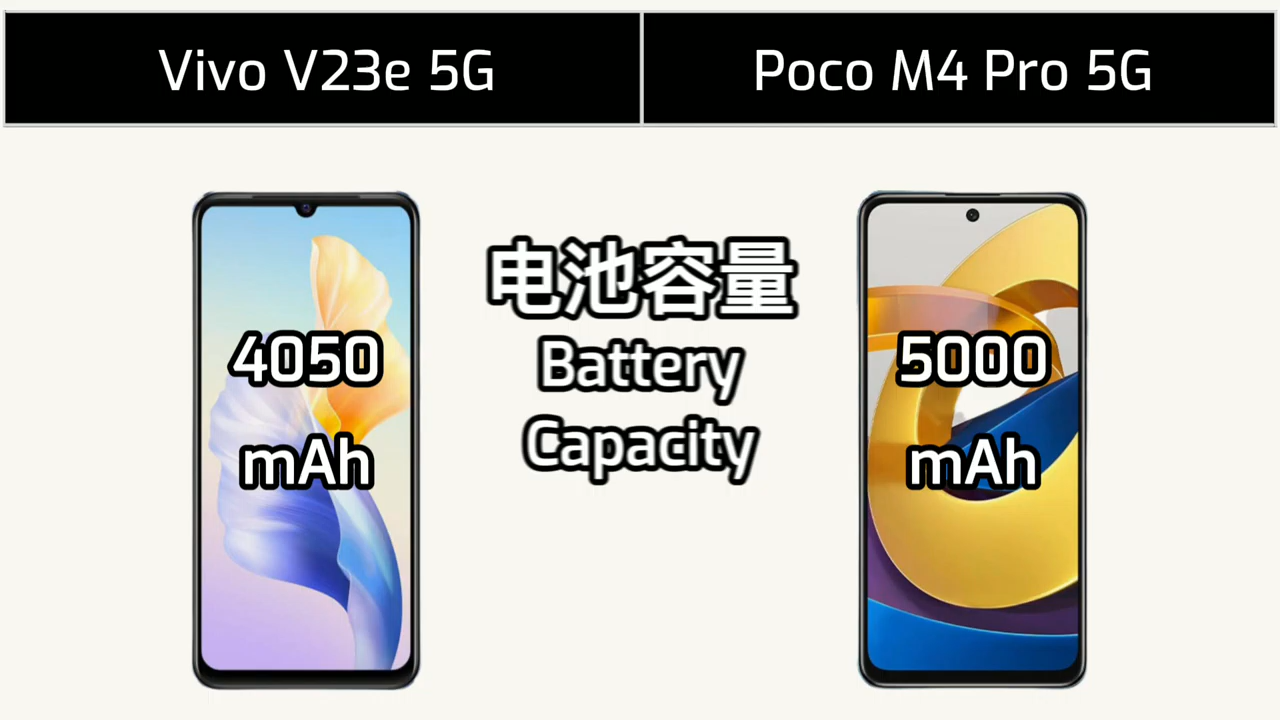 Vivo V23e 5G
Poco M4 Pro 5G
电池容量
Battery
Capacity
4050
mAh
5000
mAh